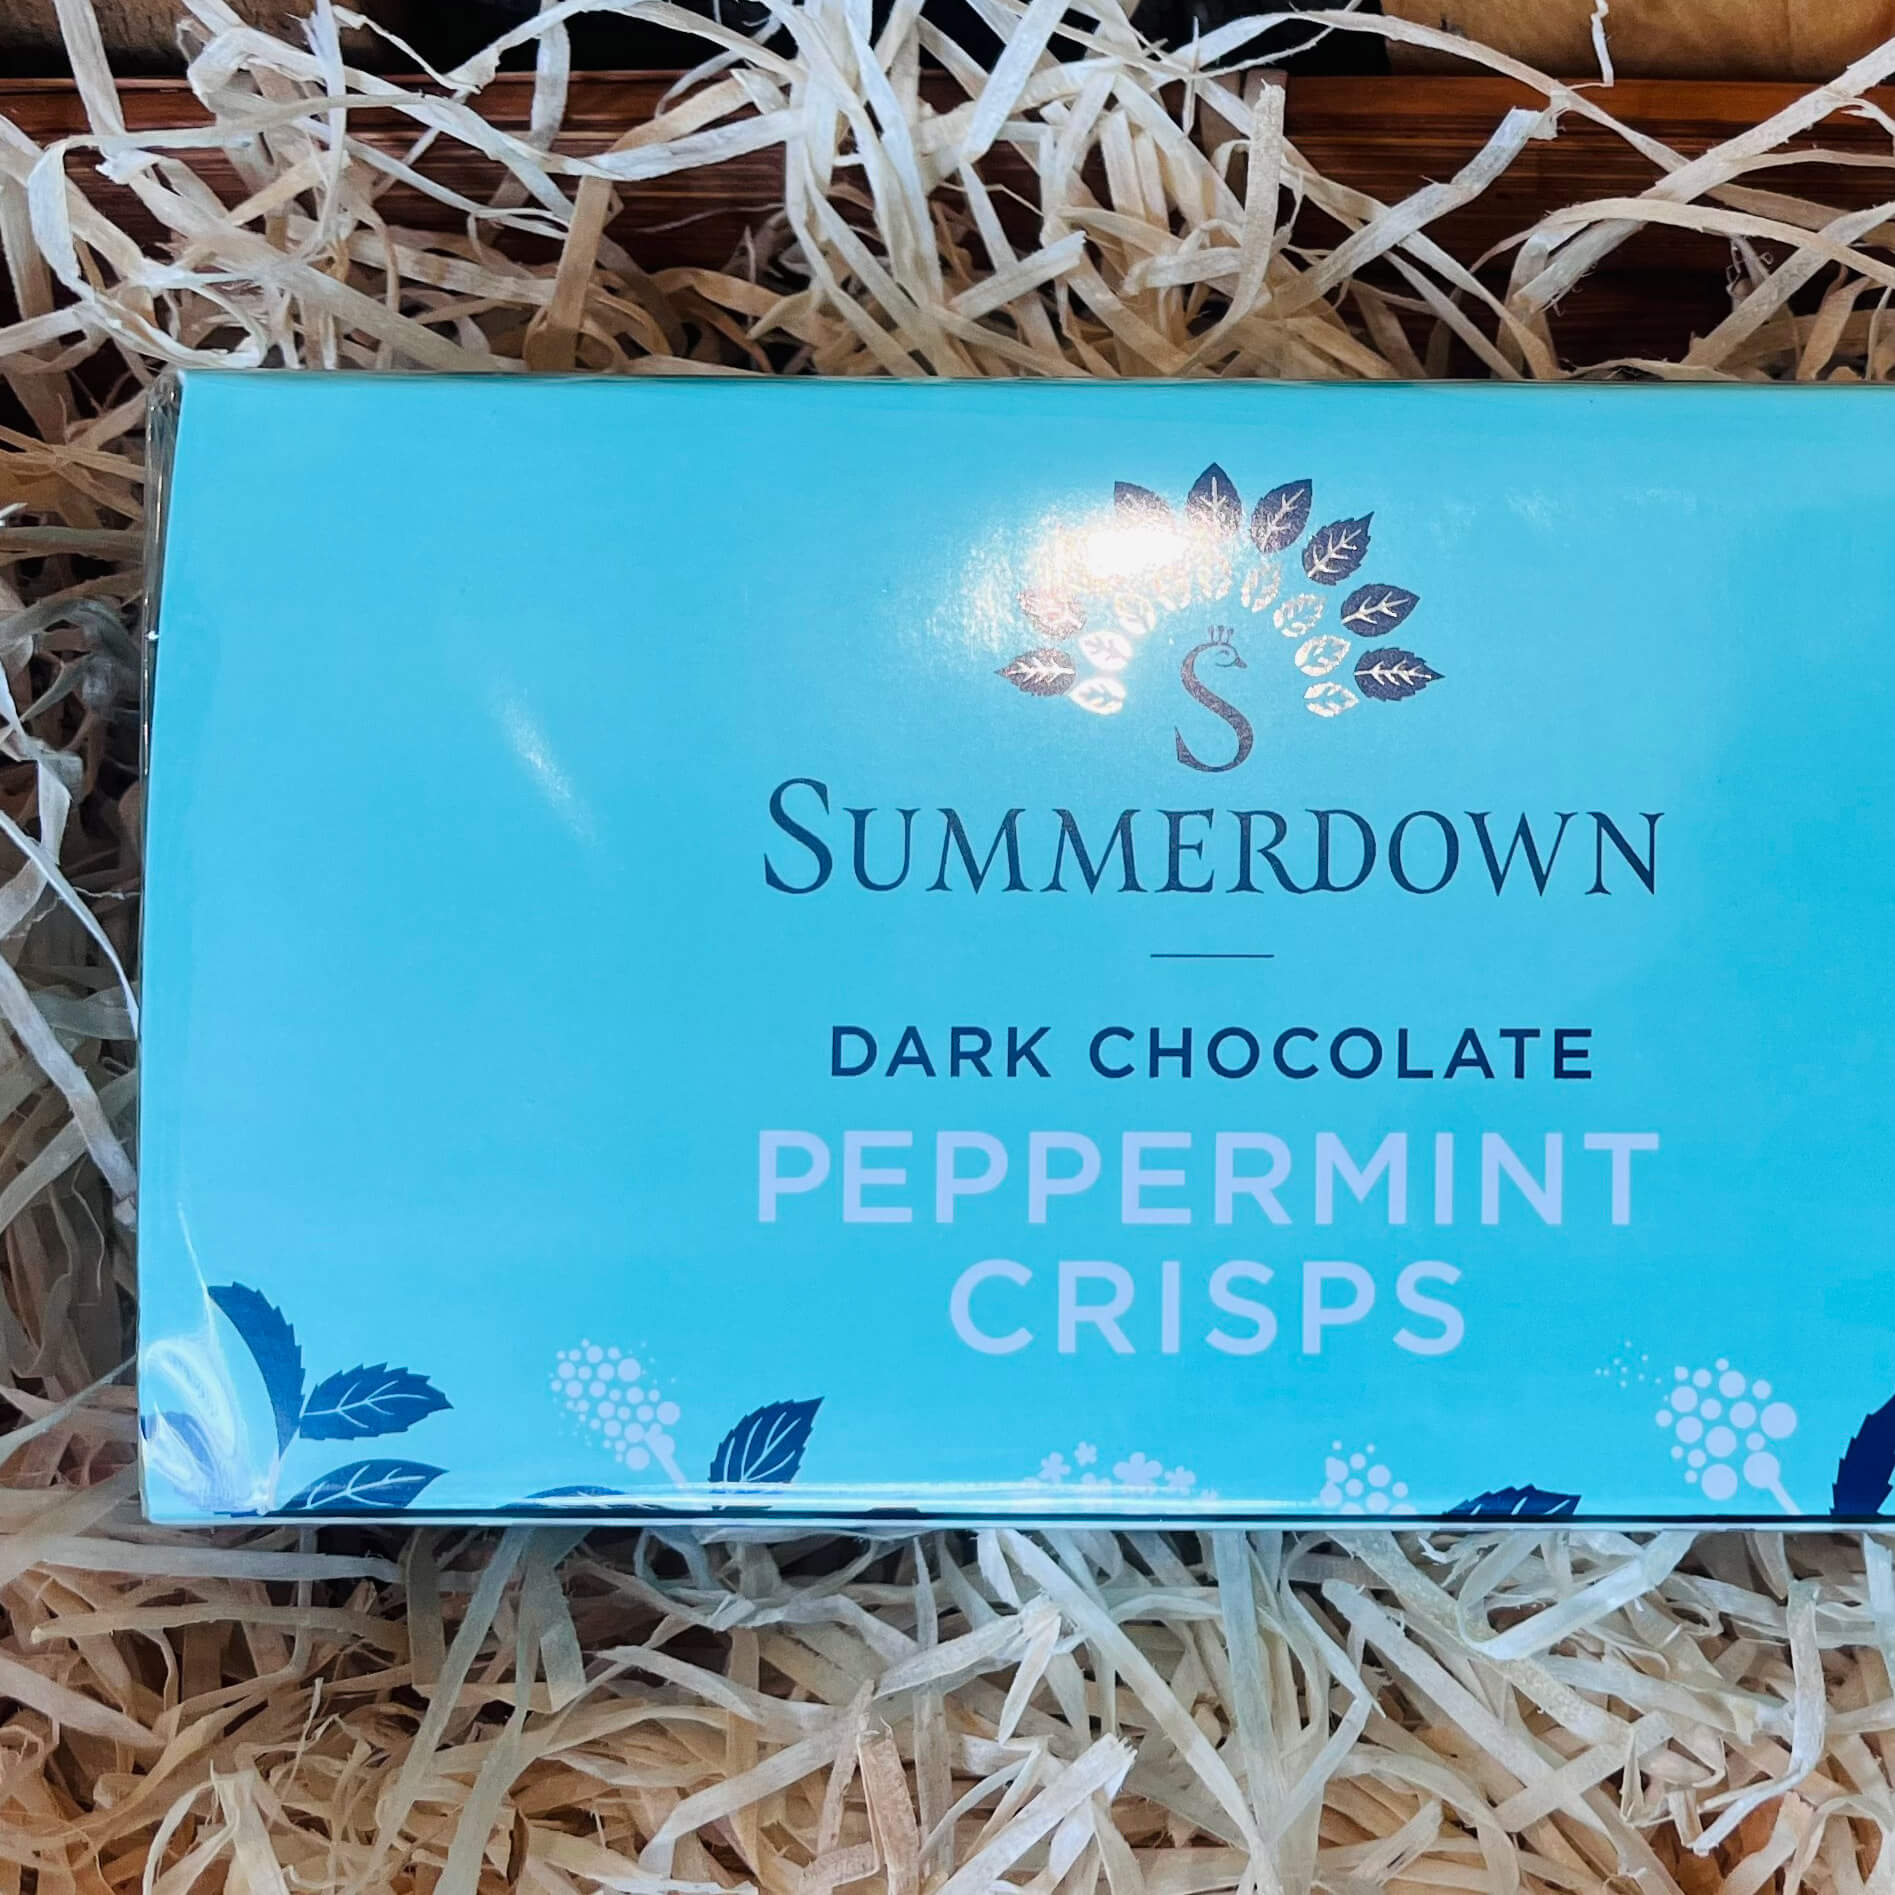 SUMMERDOWN
DARK CHOCOLATE
PEPPERMINT
CRISPS